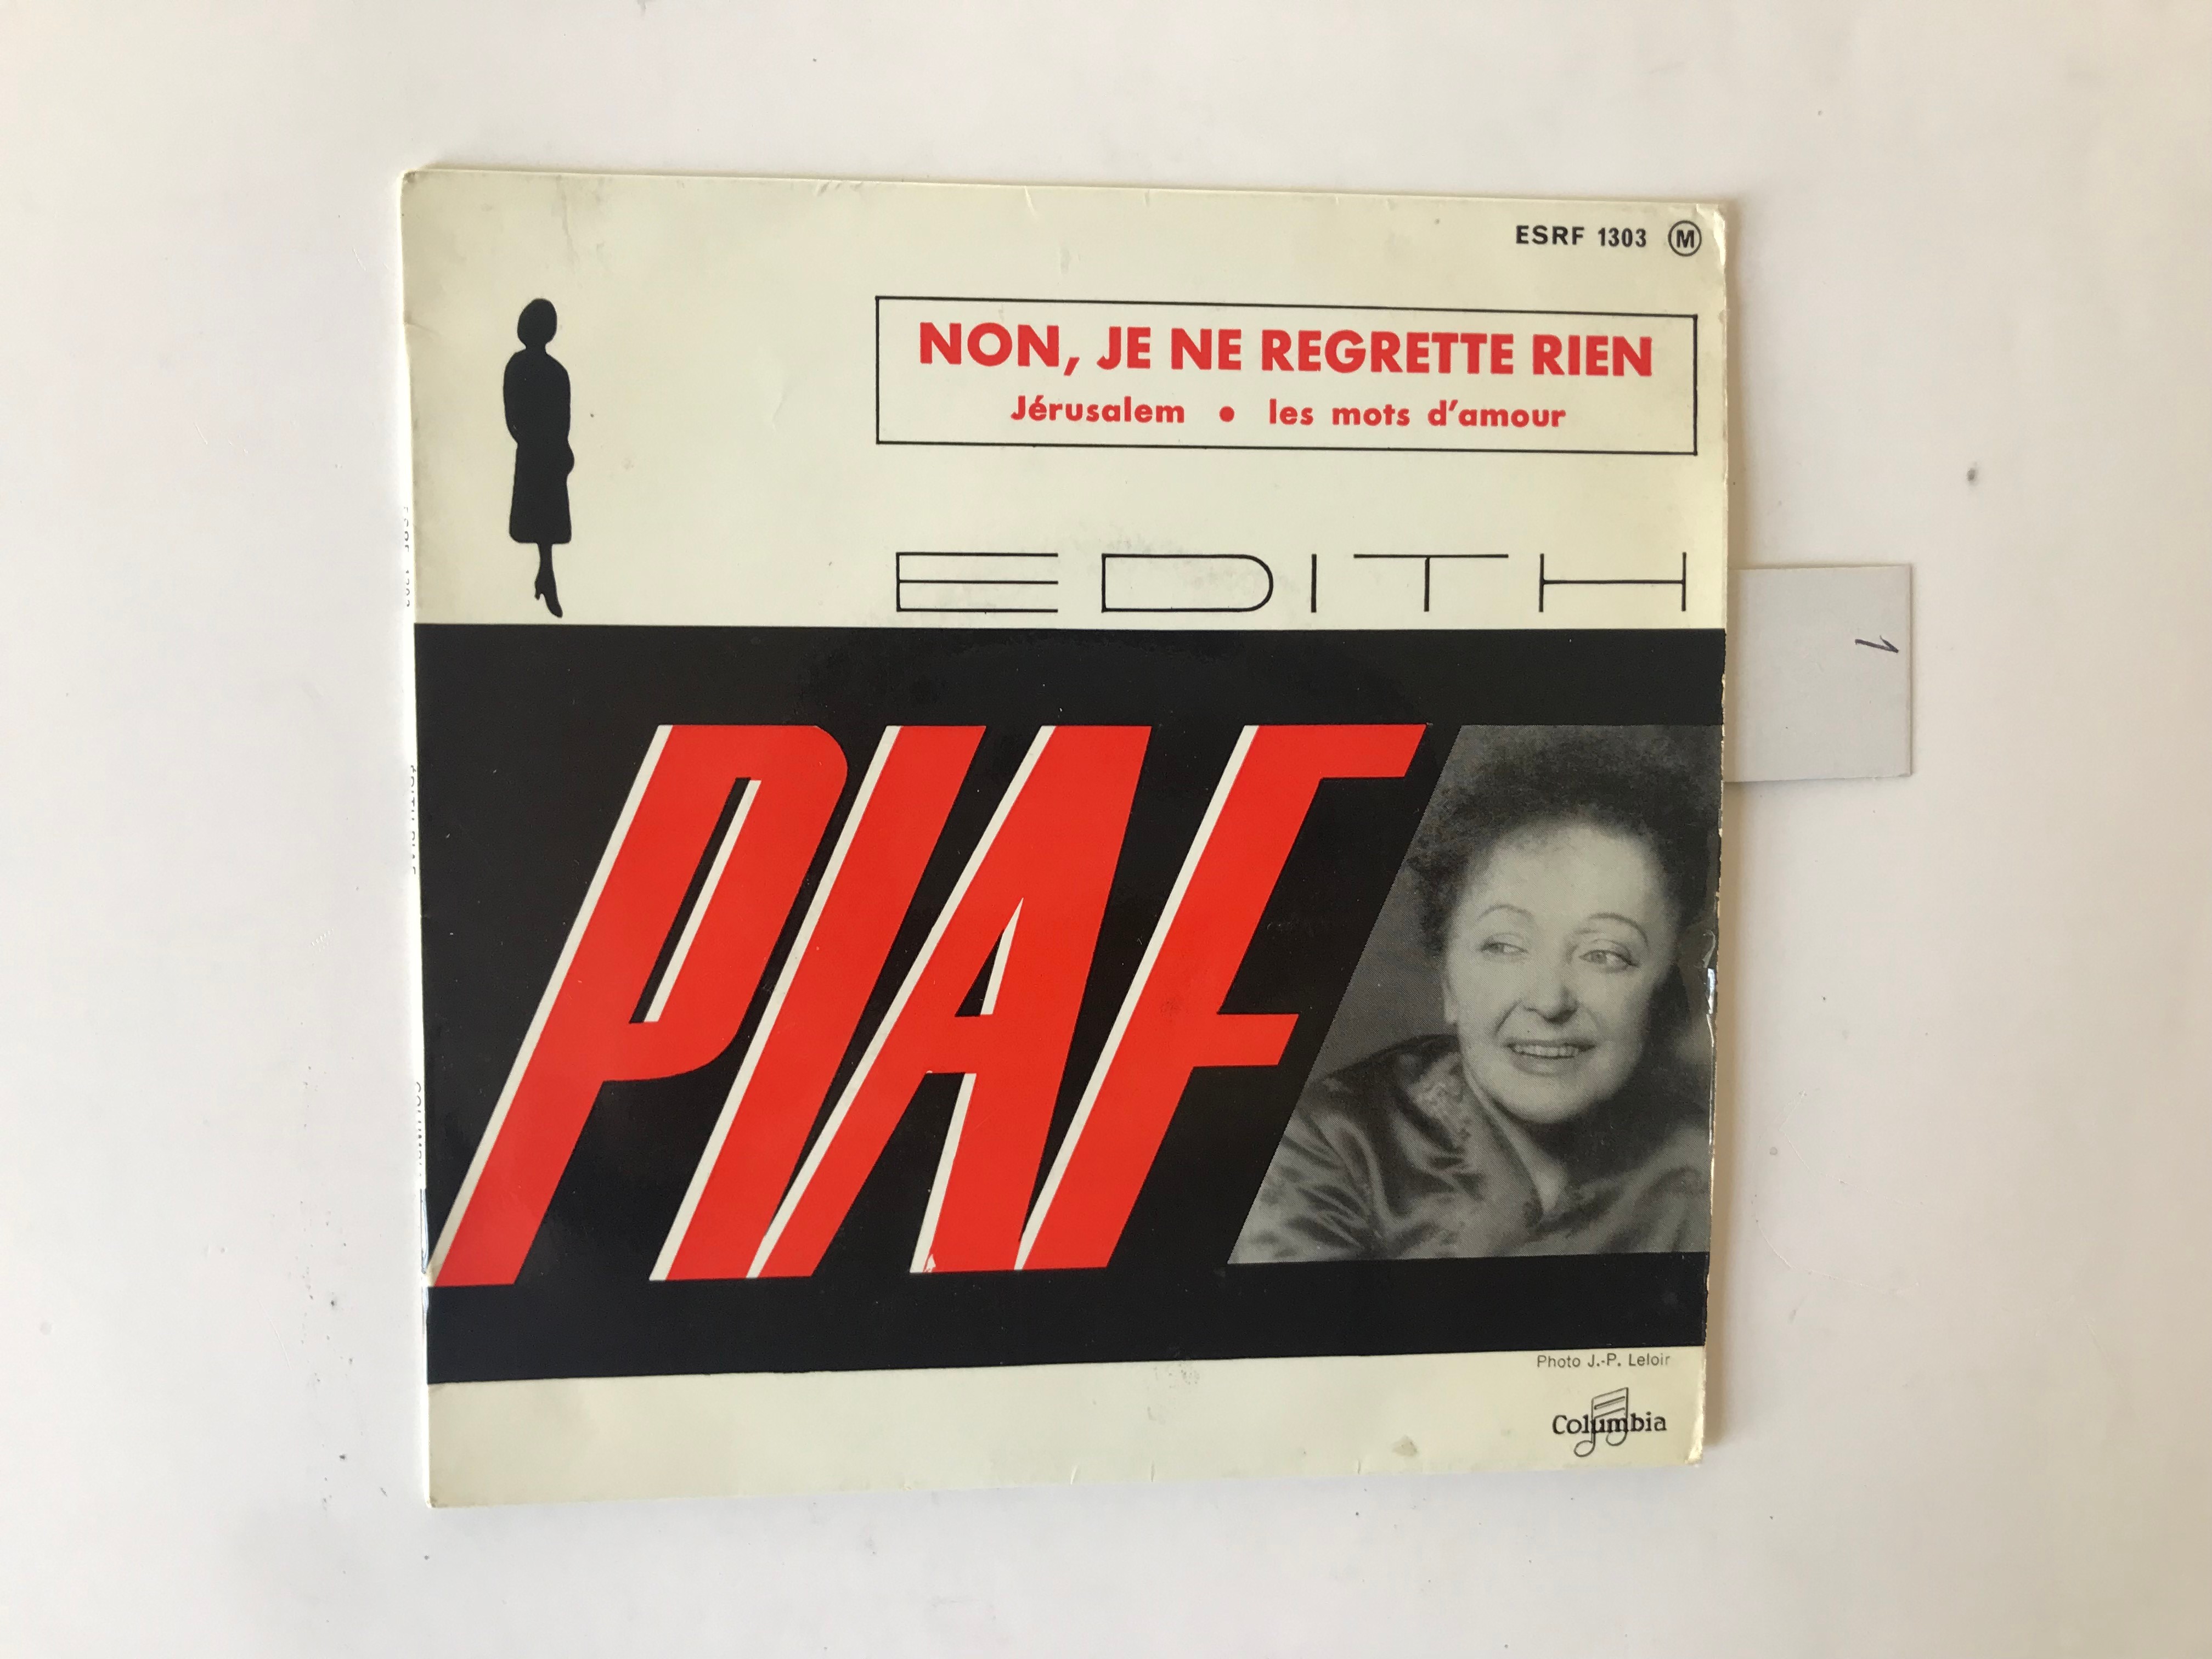 ESRF 1303 M
NON, JE NE REGRETTE RIEN
Jérusalem • les mots d'amour
EDITH
PIAF
Photo J.-P. Leloir
Columbia
1